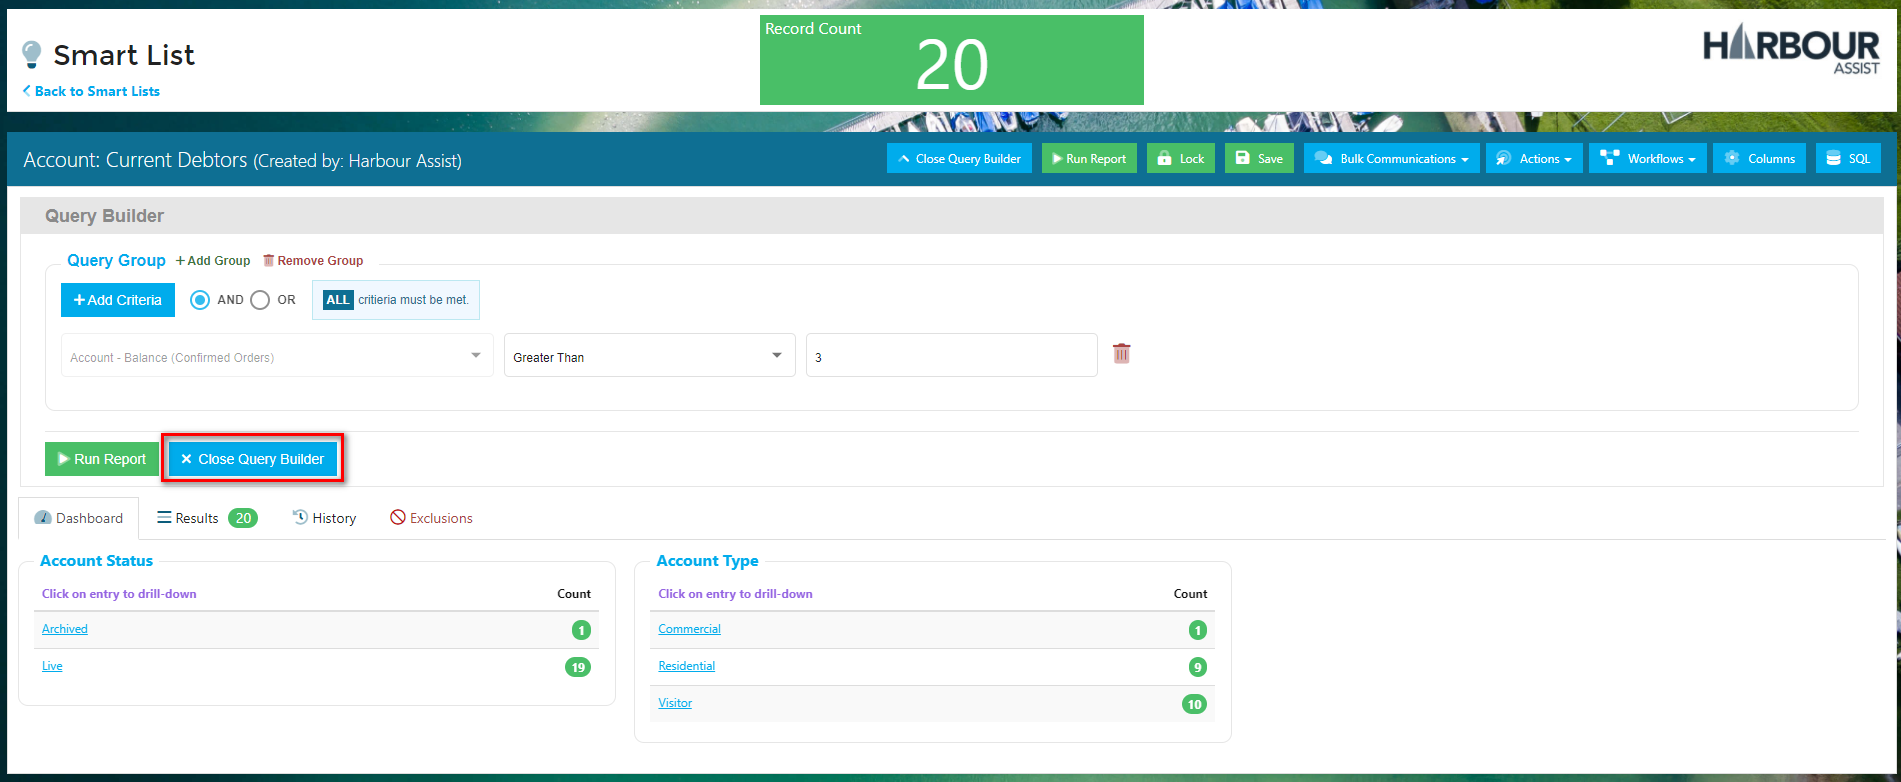 Smart List
Back to Smart Lists
Record Count
20
HARBOUR
ASSIST
Account: Current Debtors (Created by: Harbour Assist)
Close Query Builder
Run Report
Lock
Save
Bulk Communications
Actions
Workflows
Columns
SQL
Query Builder
Query Group +Add Group Remove Group
+Add Criteria AND OR ALL critieria must be met.
Account - Balance (Confirmed Orders) Greater Than 3
Run Report × Close Query Builder
Dashboard Results 20 History Exclusions
Account Status
Click on entry to drill-down Count
Archived 1
Live 19
Account Type
Click on entry to drill-down Count
Commercial 1
Residential 9
Visitor 10